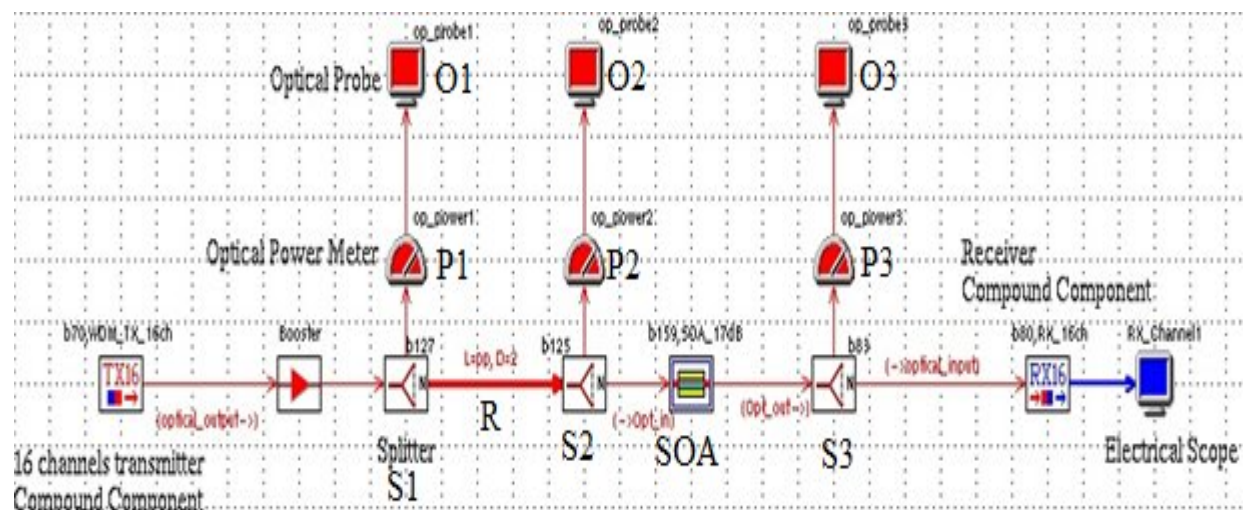 op_probe1
op_probe2
op_probe3
Optical Probe
O1
O2
O3
op_power1
op_power2
op_power3
Optical Power Meter
P1
P2
P3
Receiver
Compound Component
b70,WDM_TX_16ch
Booster
b127
L=pp, D=2
b125
b159,SOA_17dB
b83
b80,RX_16ch
RX_Channel1
TX16
N
N
N
RX16
(optical_output->)
(->Opt_in)
(Opt_out->)
(->optical_input)
R
Splitter
S1
S2
SOA
S3
Electrical Scope
16 channels transmitter
Compound Component